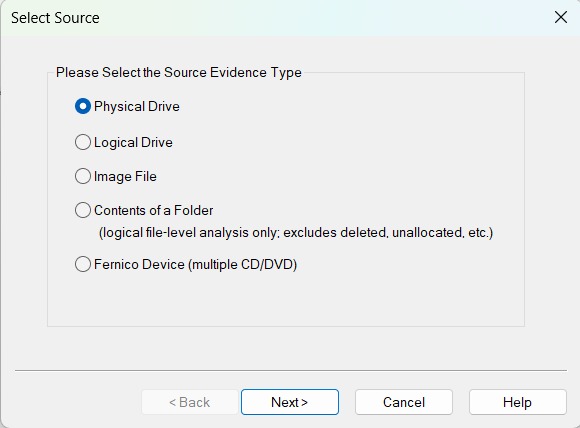 Select Source
Please Select the Source Evidence Type
Physical Drive
Logical Drive
Image File
Contents of a Folder
(logical file-level analysis only; excludes deleted, unallocated, etc.)
Fernico Device (multiple CD/DVD)
< Back
Next >
Cancel
Help